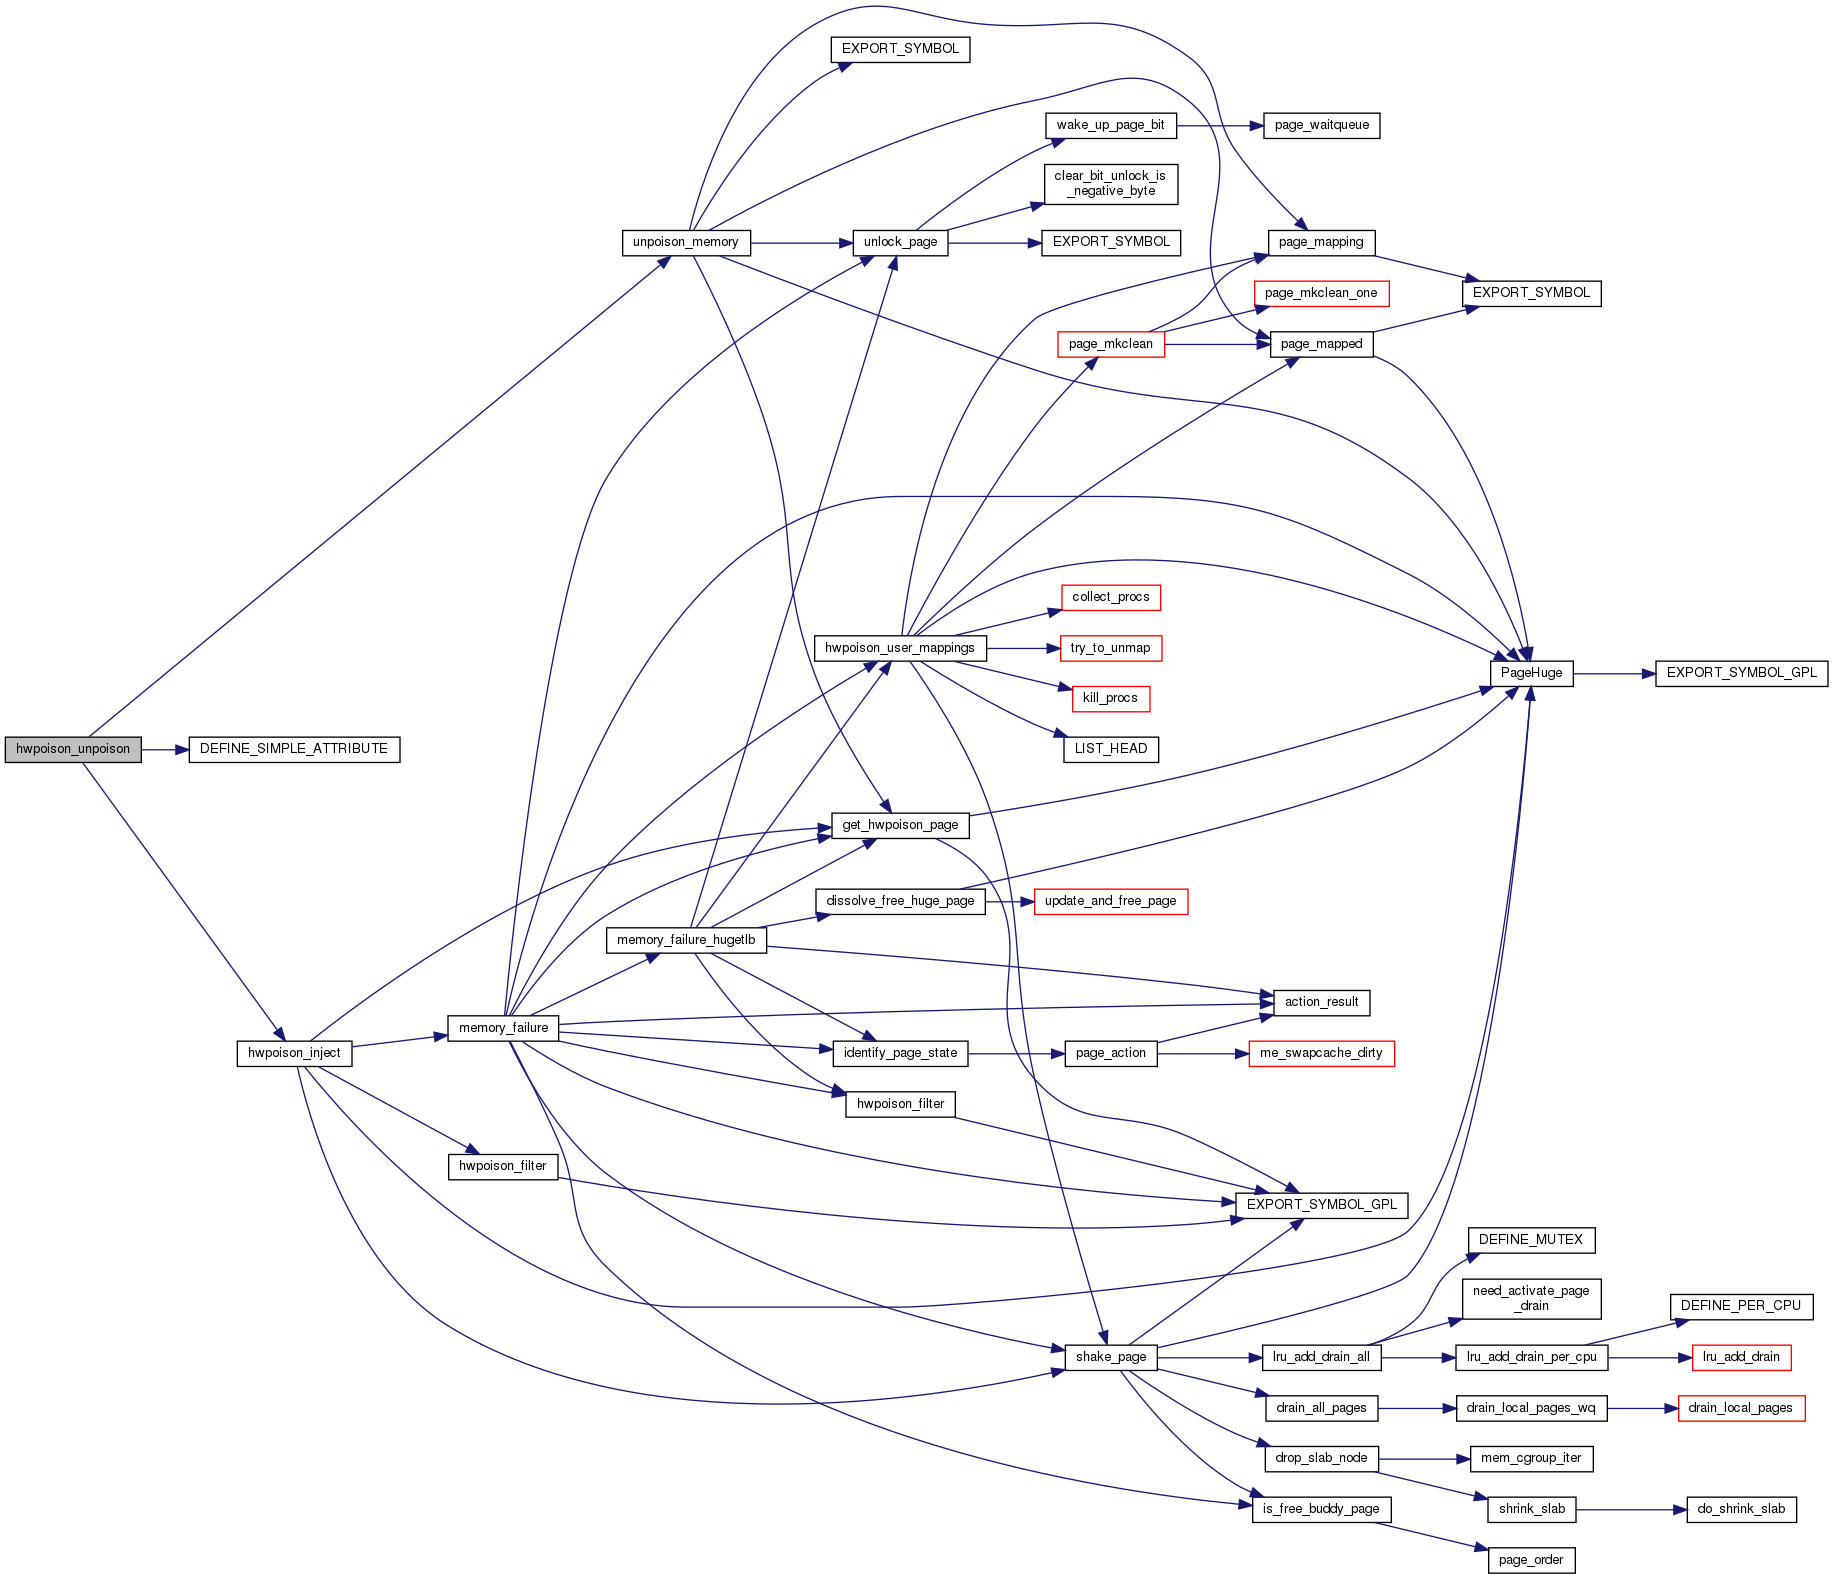 EXPORT_SYMBOL
wake_up_page_bit
page_waitqueue
clear_bit_unlock_is
_negative_byte
unpoison_memory
unlock_page
EXPORT_SYMBOL
page_mapping
page_mkclean_one
EXPORT_SYMBOL
page_mkclean
page_mapped
collect_procs
hwpoison_user_mappings
try_to_unmap
PageHuge
EXPORT_SYMBOL_GPL
kill_procs
hwpoison_unpoison
DEFINE_SIMPLE_ATTRIBUTE
LIST_HEAD
get_hwpoison_page
dissolve_free_huge_page
update_and_free_page
memory_failure_hugetlb
action_result
memory_failure
hwpoison_inject
identify_page_state
page_action
me_swapcache_dirty
hwpoison_filter
hwpoison_filter
EXPORT_SYMBOL_GPL
DEFINE_MUTEX
need_activate_page
_drain
DEFINE_PER_CPU
shake_page
lru_add_drain_all
lru_add_drain_per_cpu
lru_add_drain
drain_all_pages
drain_local_pages_wq
drain_local_pages
drop_slab_node
mem_cgroup_iter
is_free_buddy_page
shrink_slab
do_shrink_slab
page_order